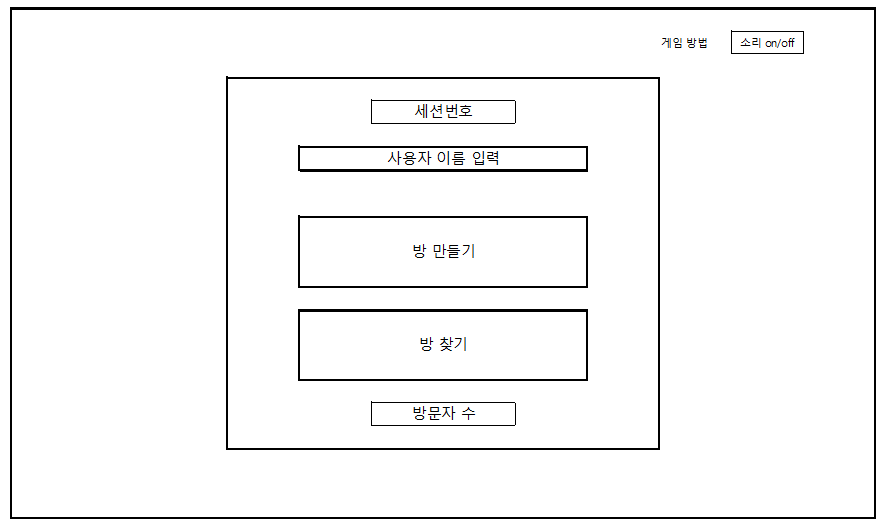 게임 방법
소리 on/off
세션번호
사용자 이름 입력
방 만들기
방 찾기
방문자 수